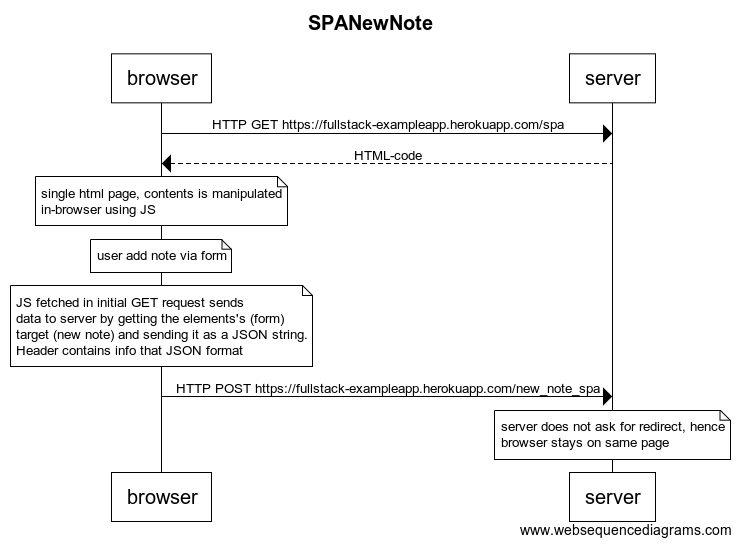 SPANewNote
browser
server
HTTP GET https://fullstack-exampleapp.herokuapp.com/spa
HTML-code
single html page, contents is manipulated
in-browser using JS
user add note via form
JS fetched in initial GET request sends
data to server by getting the elements's (form)
target (new note) and sending it as a JSON string.
Header contains info that JSON format
HTTP POST https://fullstack-exampleapp.herokuapp.com/new_note_spa
server does not ask for redirect, hence
browser stays on same page
browser
server
www.websequencediagrams.com